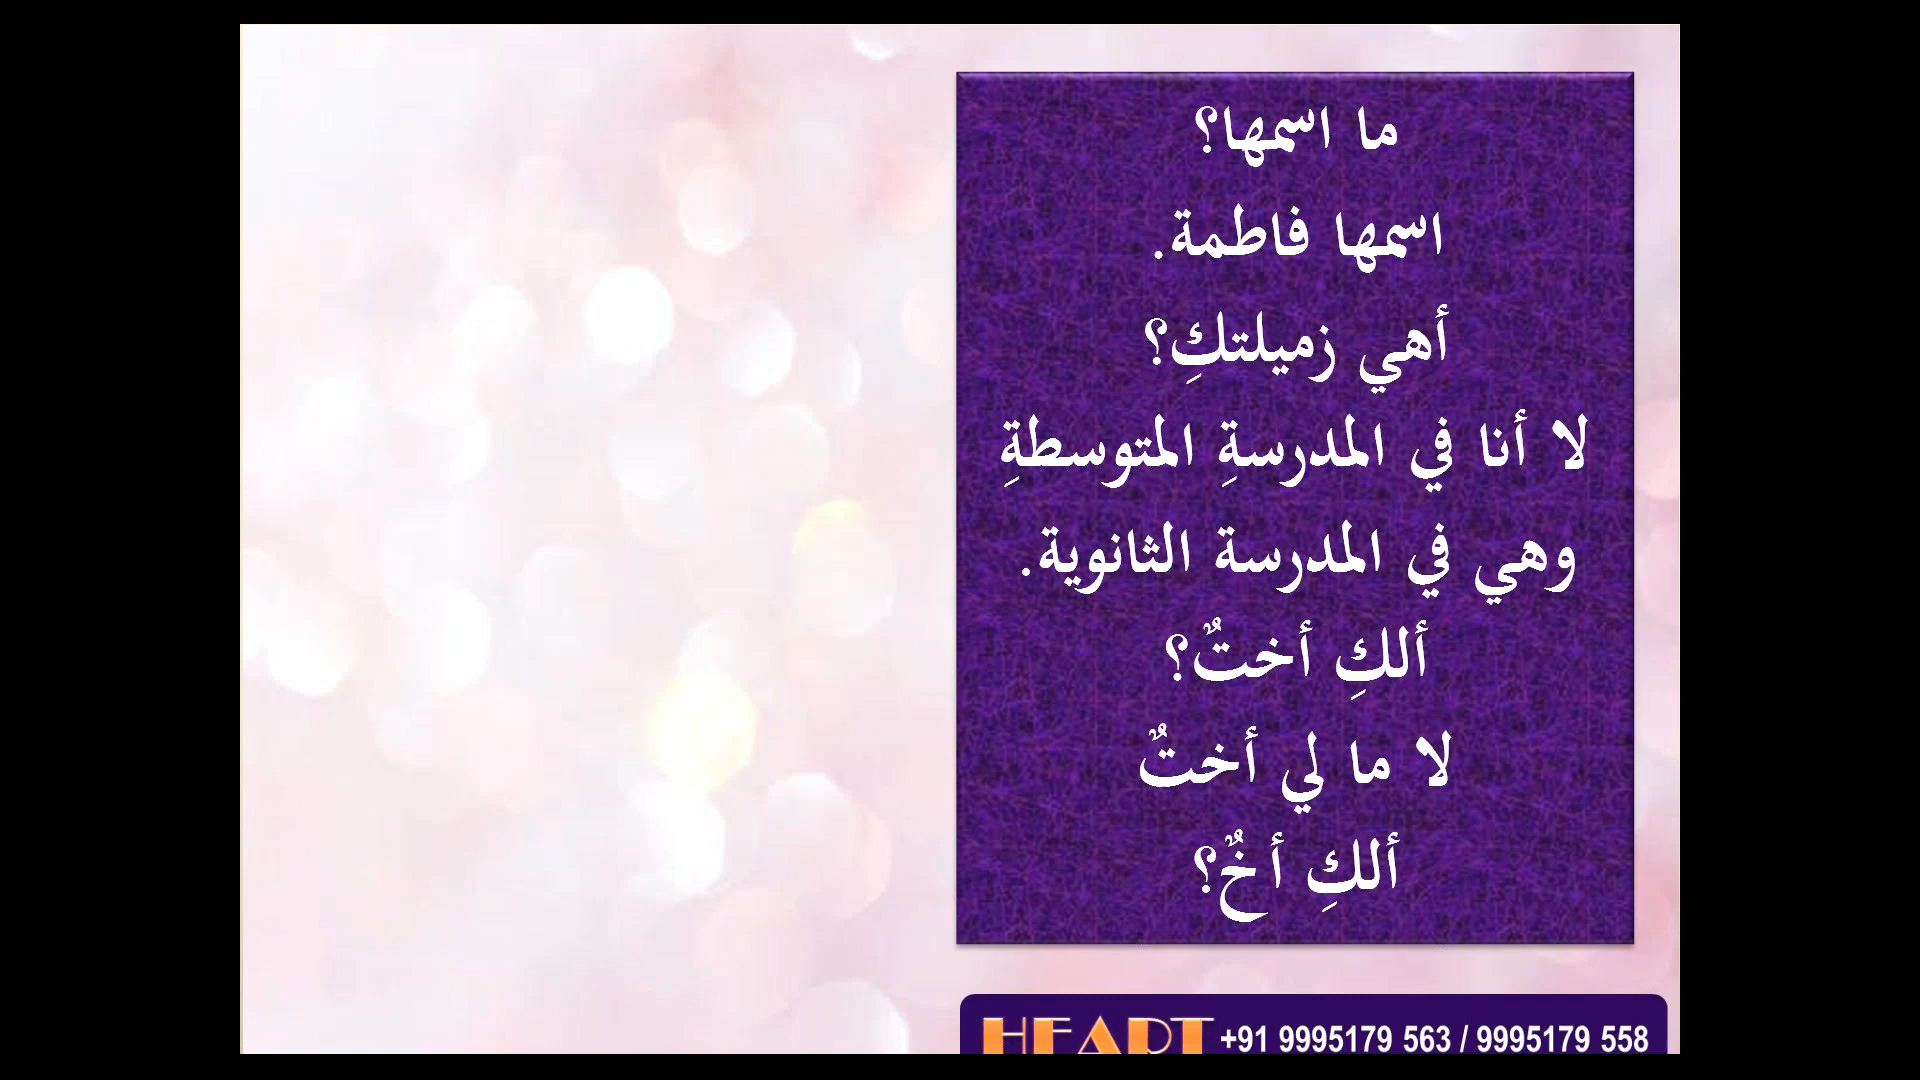 ما اسمها؟
اسمها فاطمة.
أهي زميلتكِ؟
لا أنا في المدرسةِ المتوسطةِ
وهي في المدرسة الثانوية.
ألكِ أختٌ؟
لا ما لي أختٌ
ألكِ أخٌ؟
HEART +91 9995179 563 / 9995179 558